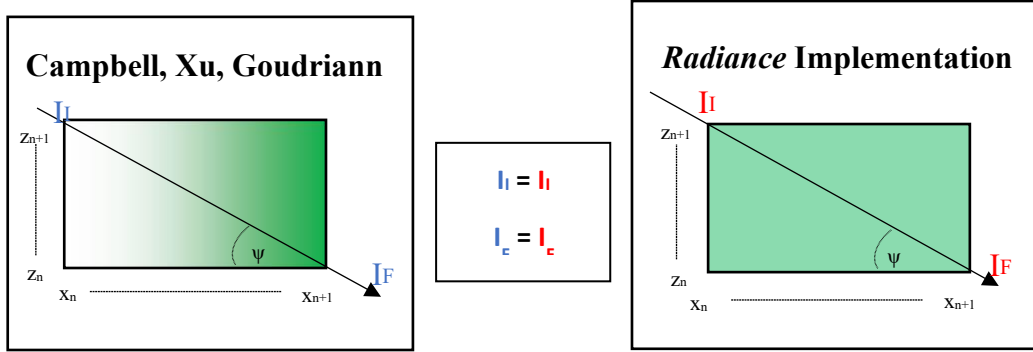 Campbell, Xu, Goudriann
II
zn+1
zn
xn
xn+1
ψ
IF
II = II
IF = IF
Radiance Implementation
II
zn+1
zn
xn
xn+1
ψ
IF